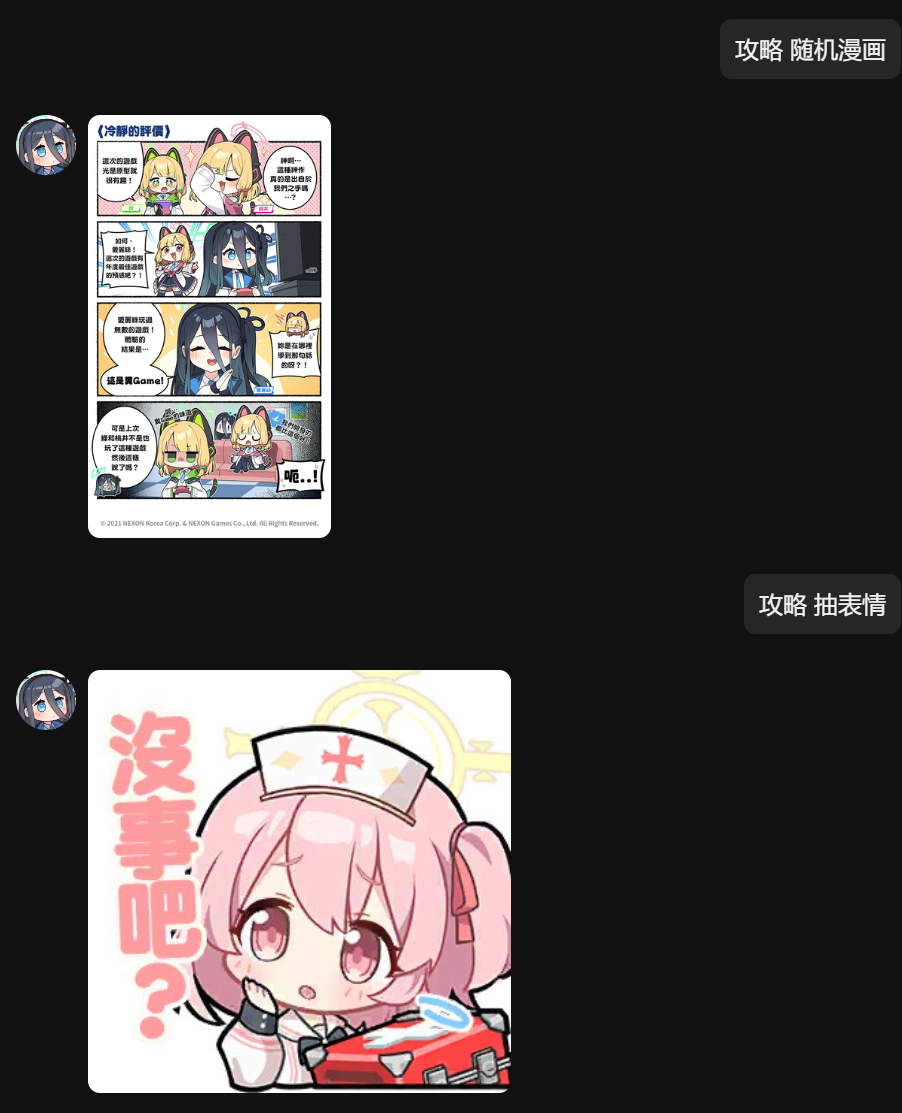 攻略 随机漫画
《冷靜的評價》
這次的遊戲
光是原型就
很有趣!
神啊…
這種神作
真的是出自於
我們之手嗎
…?
如何,
愛麗絲!
這次的遊戲有
年度最佳遊戲
的預感吧?!
愛麗絲玩過
無數的遊戲!
體驗的
結果是…
妳是在哪裡
學到那句話
的呀?!
這是糞Game!
可是上次
綠和桃井不是也
玩了這種遊戲
然後這樣
說了嗎?
呃..!
© 2021 NEXON Korea Corp. & NEXON Games Co., Ltd. All Rights Reserved.
攻略 抽表情
沒事吧?